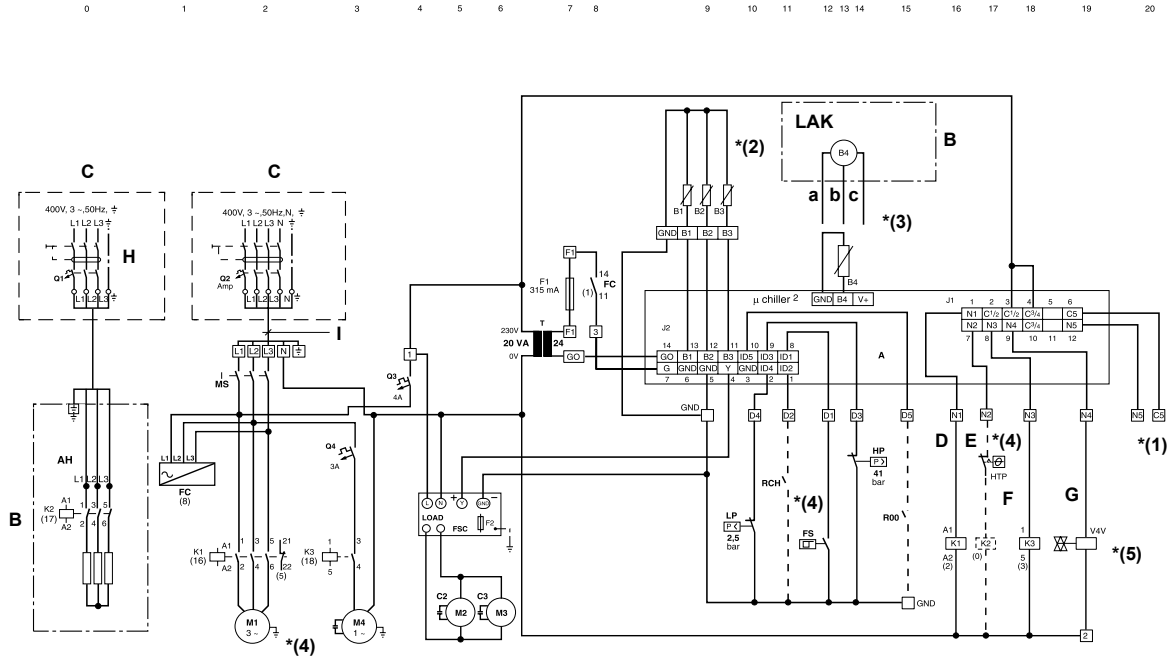 0 1 2 3 4 5 6 7 8 9 10 11 12 13 14 15 16 17 18 19 20
C
400V, 3 ~,50Hz,
L1 L2 L3
H
Q1
L1 L2 L3
C
400V, 3 ~,50Hz,N,
L1 L2 L3 N
Q2
Amp
L1 L2 L3 N
I
L1 L2 L3 N
MS
B
AH
L1 L2 L3
K2
(17)
A1
A2
1 3 5
2 4 6
L1 L2 L3
FC
(8)
K1
(16)
A1
A2
1 3 5 21
2 4 6 22
(5)
M1
3 ~
*(4)
Q4
3A
K3
(18)
1
5
3
4
M4
1 ~
1
Q3
4A
L N + Y GND −
LOAD FSC F2
C2
M2
C3
M3
230V
0V
T
20 VA 24
F1
F1
315 mA
F1
GO
14
FC
(1)
11
3
*(2)
B1 B2 B3
GND B1 B2 B3
LAK
B
B4
a b c
*(3)
B4
GND B4 V+
µ chiller 2
A
J2
14 13 12 11 10 9 8
GO B1 B2 B3 ID5 ID3 ID1
G GND GND Y GND ID4 ID2
7 6 5 4 3 2 1
J1
1 2 3 4 5 6
N1 C1/2 C1/2 C3/4 C5
N2 N3 N4 C3/4 N5
7 8 9 10 11 12
GND
D4 D2 D1 D3 D5
N1 N2 N3 N4 N5 C5
*(1)
LP
P <
2,5
bar
RCH
*(4)
FS
HP
P >
41
bar
R00
GND
D E *(4)
HTP
F
G
A1
K1
A2
(2)
K2
(0)
1
K3
5
(3)
V4V
*(5)
2